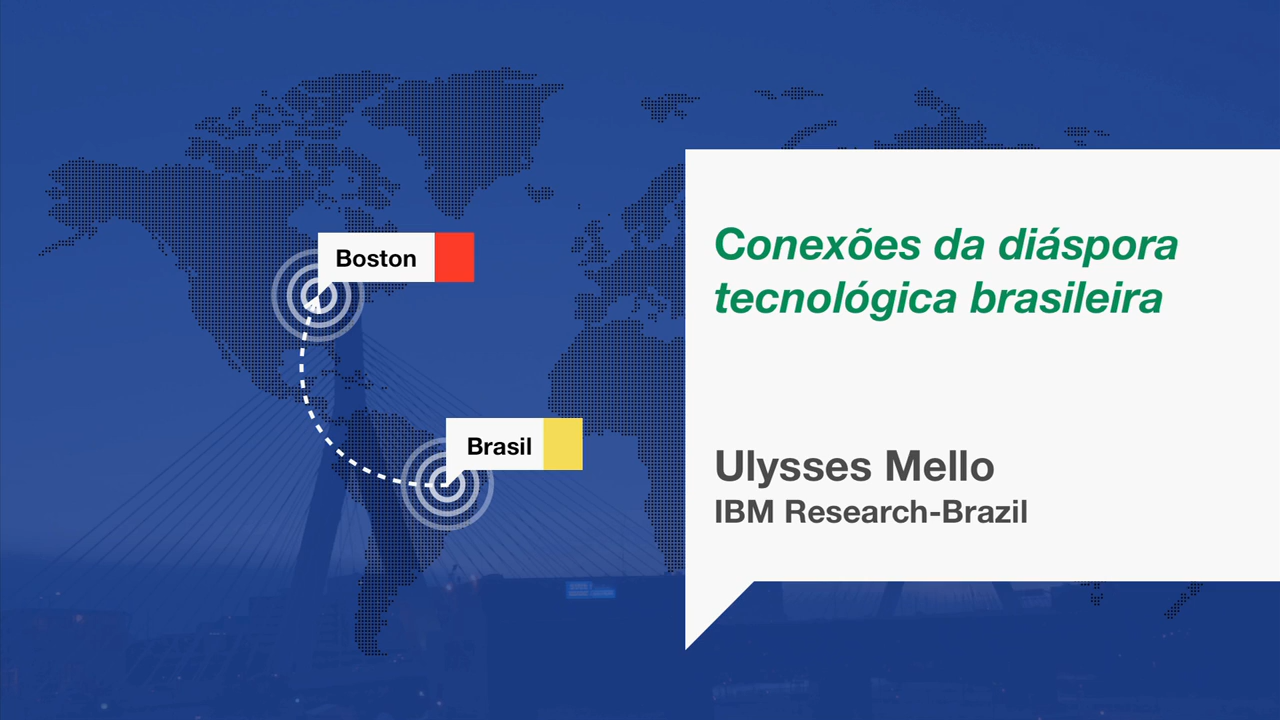 Boston
Brasil
Conexões da diáspora
tecnológica brasileira
Ulysses Mello
IBM Research-Brazil